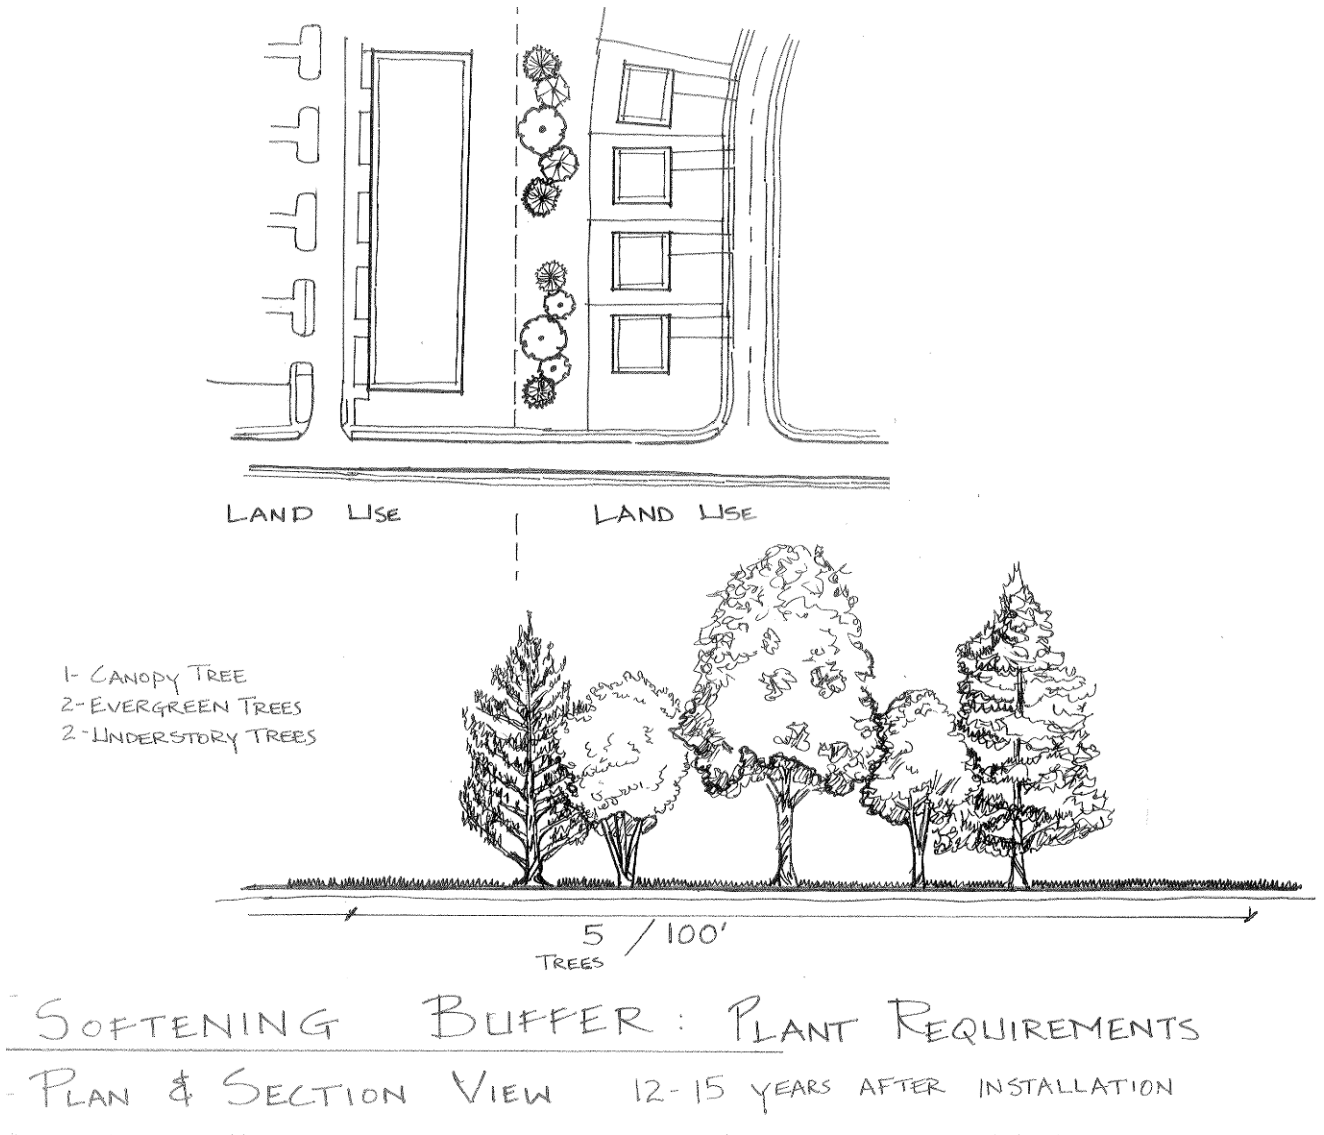 LAND USE
LAND USE
1- CANOPY TREE
2- EVERGREEN TREES
2- UNDERSTORY TREES
5 / 100'
TREES
SOFTENING BUFFER: PLANT REQUIREMENTS
PLAN & SECTION VIEW 12-15 YEARS AFTER INSTALLATION